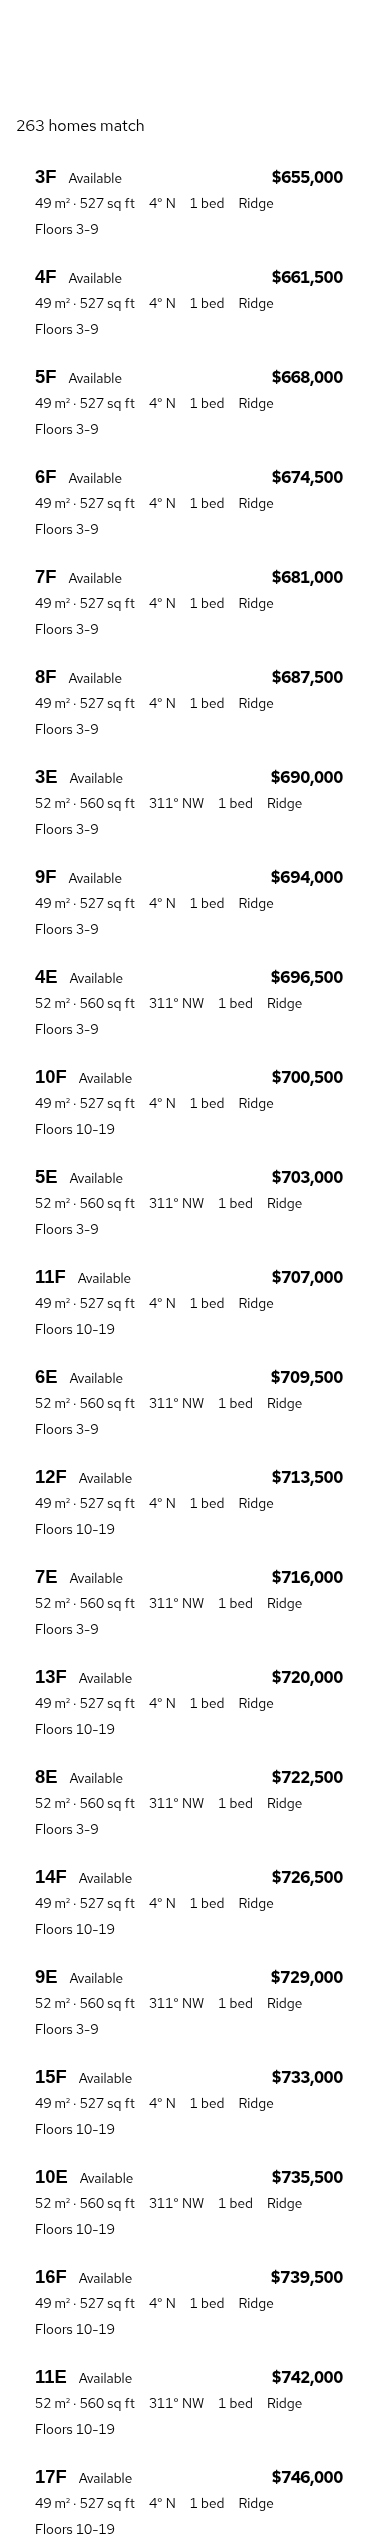 263 homes match
3F Available $655,000
49 m² · 527 sq ft 4° N 1 bed Ridge
Floors 3-9
4F Available $661,500
49 m² · 527 sq ft 4° N 1 bed Ridge
Floors 3-9
5F Available $668,000
49 m² · 527 sq ft 4° N 1 bed Ridge
Floors 3-9
6F Available $674,500
49 m² · 527 sq ft 4° N 1 bed Ridge
Floors 3-9
7F Available $681,000
49 m² · 527 sq ft 4° N 1 bed Ridge
Floors 3-9
8F Available $687,500
49 m² · 527 sq ft 4° N 1 bed Ridge
Floors 3-9
3E Available $690,000
52 m² · 560 sq ft 311° NW 1 bed Ridge
Floors 3-9
9F Available $694,000
49 m² · 527 sq ft 4° N 1 bed Ridge
Floors 3-9
4E Available $696,500
52 m² · 560 sq ft 311° NW 1 bed Ridge
Floors 3-9
10F Available $700,500
49 m² · 527 sq ft 4° N 1 bed Ridge
Floors 10-19
5E Available $703,000
52 m² · 560 sq ft 311° NW 1 bed Ridge
Floors 3-9
11F Available $707,000
49 m² · 527 sq ft 4° N 1 bed Ridge
Floors 10-19
6E Available $709,500
52 m² · 560 sq ft 311° NW 1 bed Ridge
Floors 3-9
12F Available $713,500
49 m² · 527 sq ft 4° N 1 bed Ridge
Floors 10-19
7E Available $716,000
52 m² · 560 sq ft 311° NW 1 bed Ridge
Floors 3-9
13F Available $720,000
49 m² · 527 sq ft 4° N 1 bed Ridge
Floors 10-19
8E Available $722,500
52 m² · 560 sq ft 311° NW 1 bed Ridge
Floors 3-9
14F Available $726,500
49 m² · 527 sq ft 4° N 1 bed Ridge
Floors 10-19
9E Available $729,000
52 m² · 560 sq ft 311° NW 1 bed Ridge
Floors 3-9
15F Available $733,000
49 m² · 527 sq ft 4° N 1 bed Ridge
Floors 10-19
10E Available $735,500
52 m² · 560 sq ft 311° NW 1 bed Ridge
Floors 10-19
16F Available $739,500
49 m² · 527 sq ft 4° N 1 bed Ridge
Floors 10-19
11E Available $742,000
52 m² · 560 sq ft 311° NW 1 bed Ridge
Floors 10-19
17F Available $746,000
49 m² · 527 sq ft 4° N 1 bed Ridge
Floors 10-19